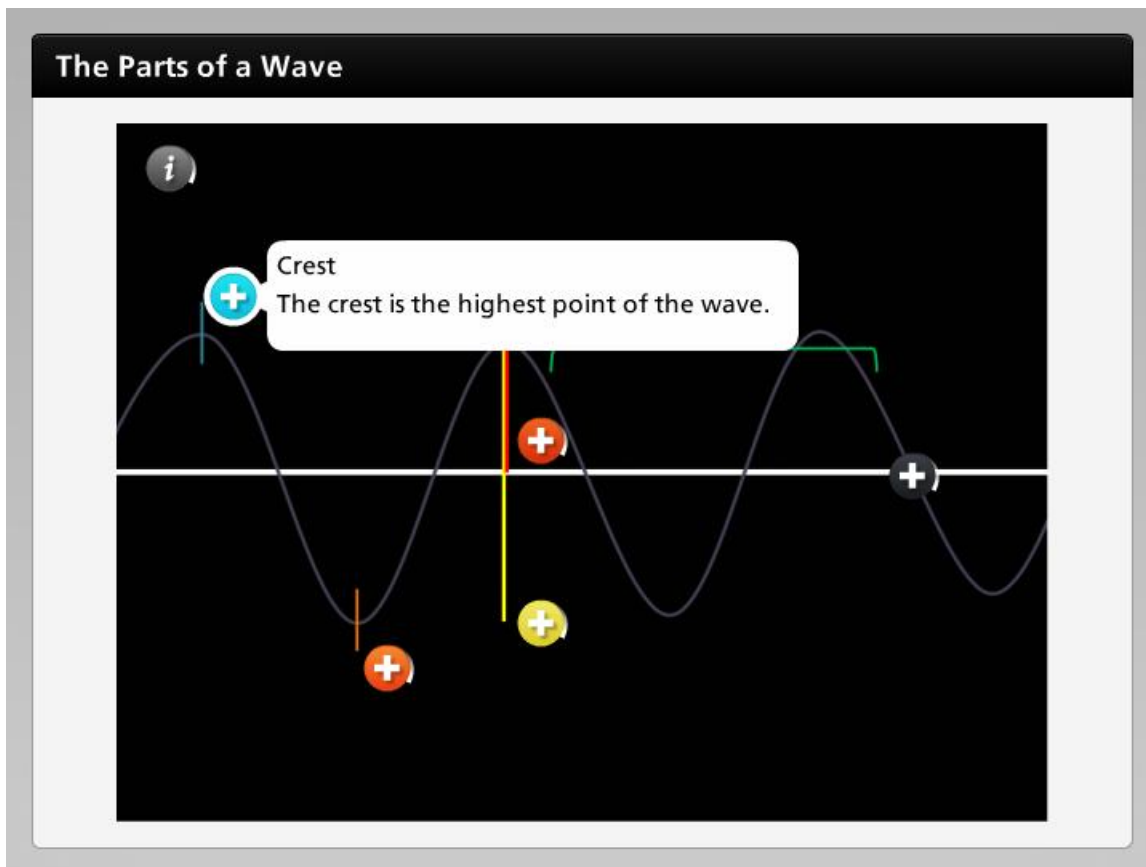 The Parts of a Wave
i
Crest
The crest is the highest point of the wave.